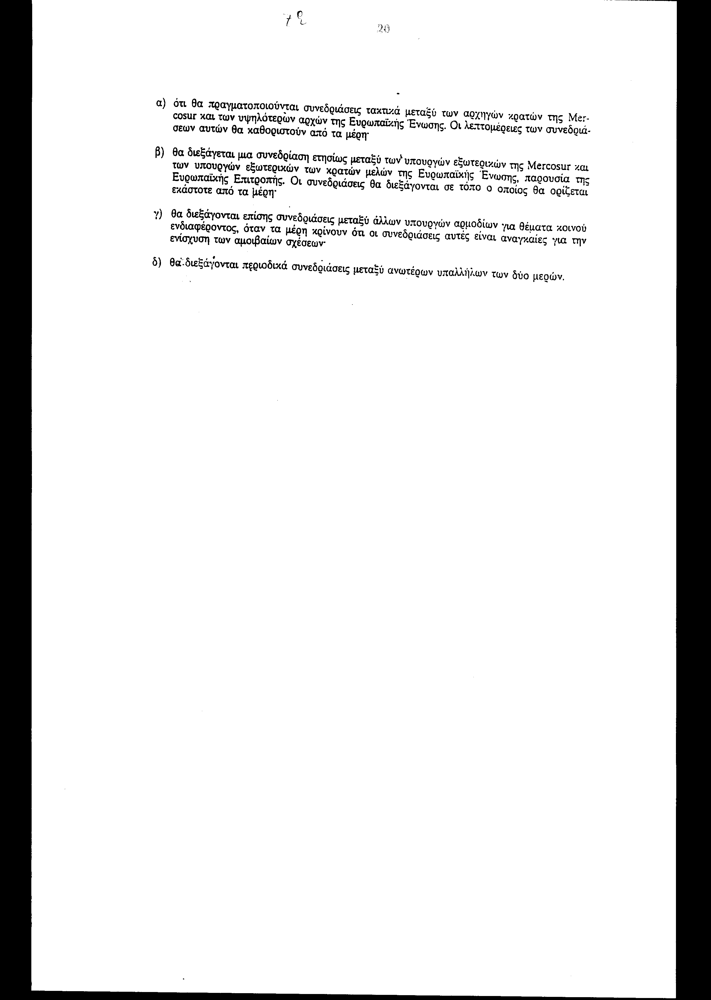 20
α) ότι θα πραγματοποιούνται συνεδριάσεις τακτικά μεταξύ των αρχηγών κρατών της Mer-
cosur και των υψηλότερων αρχών της Ευρωπαϊκής Ένωσης. Οι λεπτομέρειες των συνεδριά-
σεων αυτών θα καθοριστούν από τα μέρη·
β) θα διεξάγεται μια συνεδρίαση ετησίως μεταξύ των υπουργών εξωτερικών της Mercosur και
των υπουργών εξωτερικών των κρατών μελών της Ευρωπαϊκής Ένωσης, παρουσία της
Ευρωπαϊκής Επιτροπής. Οι συνεδριάσεις θα διεξάγονται σε τόπο ο οποίος θα ορίζεται
εκάστοτε από τα μέρη·
γ) θα διεξάγονται επίσης συνεδριάσεις μεταξύ άλλων υπουργών αρμοδίων για θέματα κοινού
ενδιαφέροντος, όταν τα μέρη κρίνουν ότι οι συνεδριάσεις αυτές είναι αναγκαίες για την
ενίσχυση των αμοιβαίων σχέσεων·
δ) θα διεξάγονται περιοδικά συνεδριάσεις μεταξύ ανωτέρων υπαλλήλων των δύο μερών.